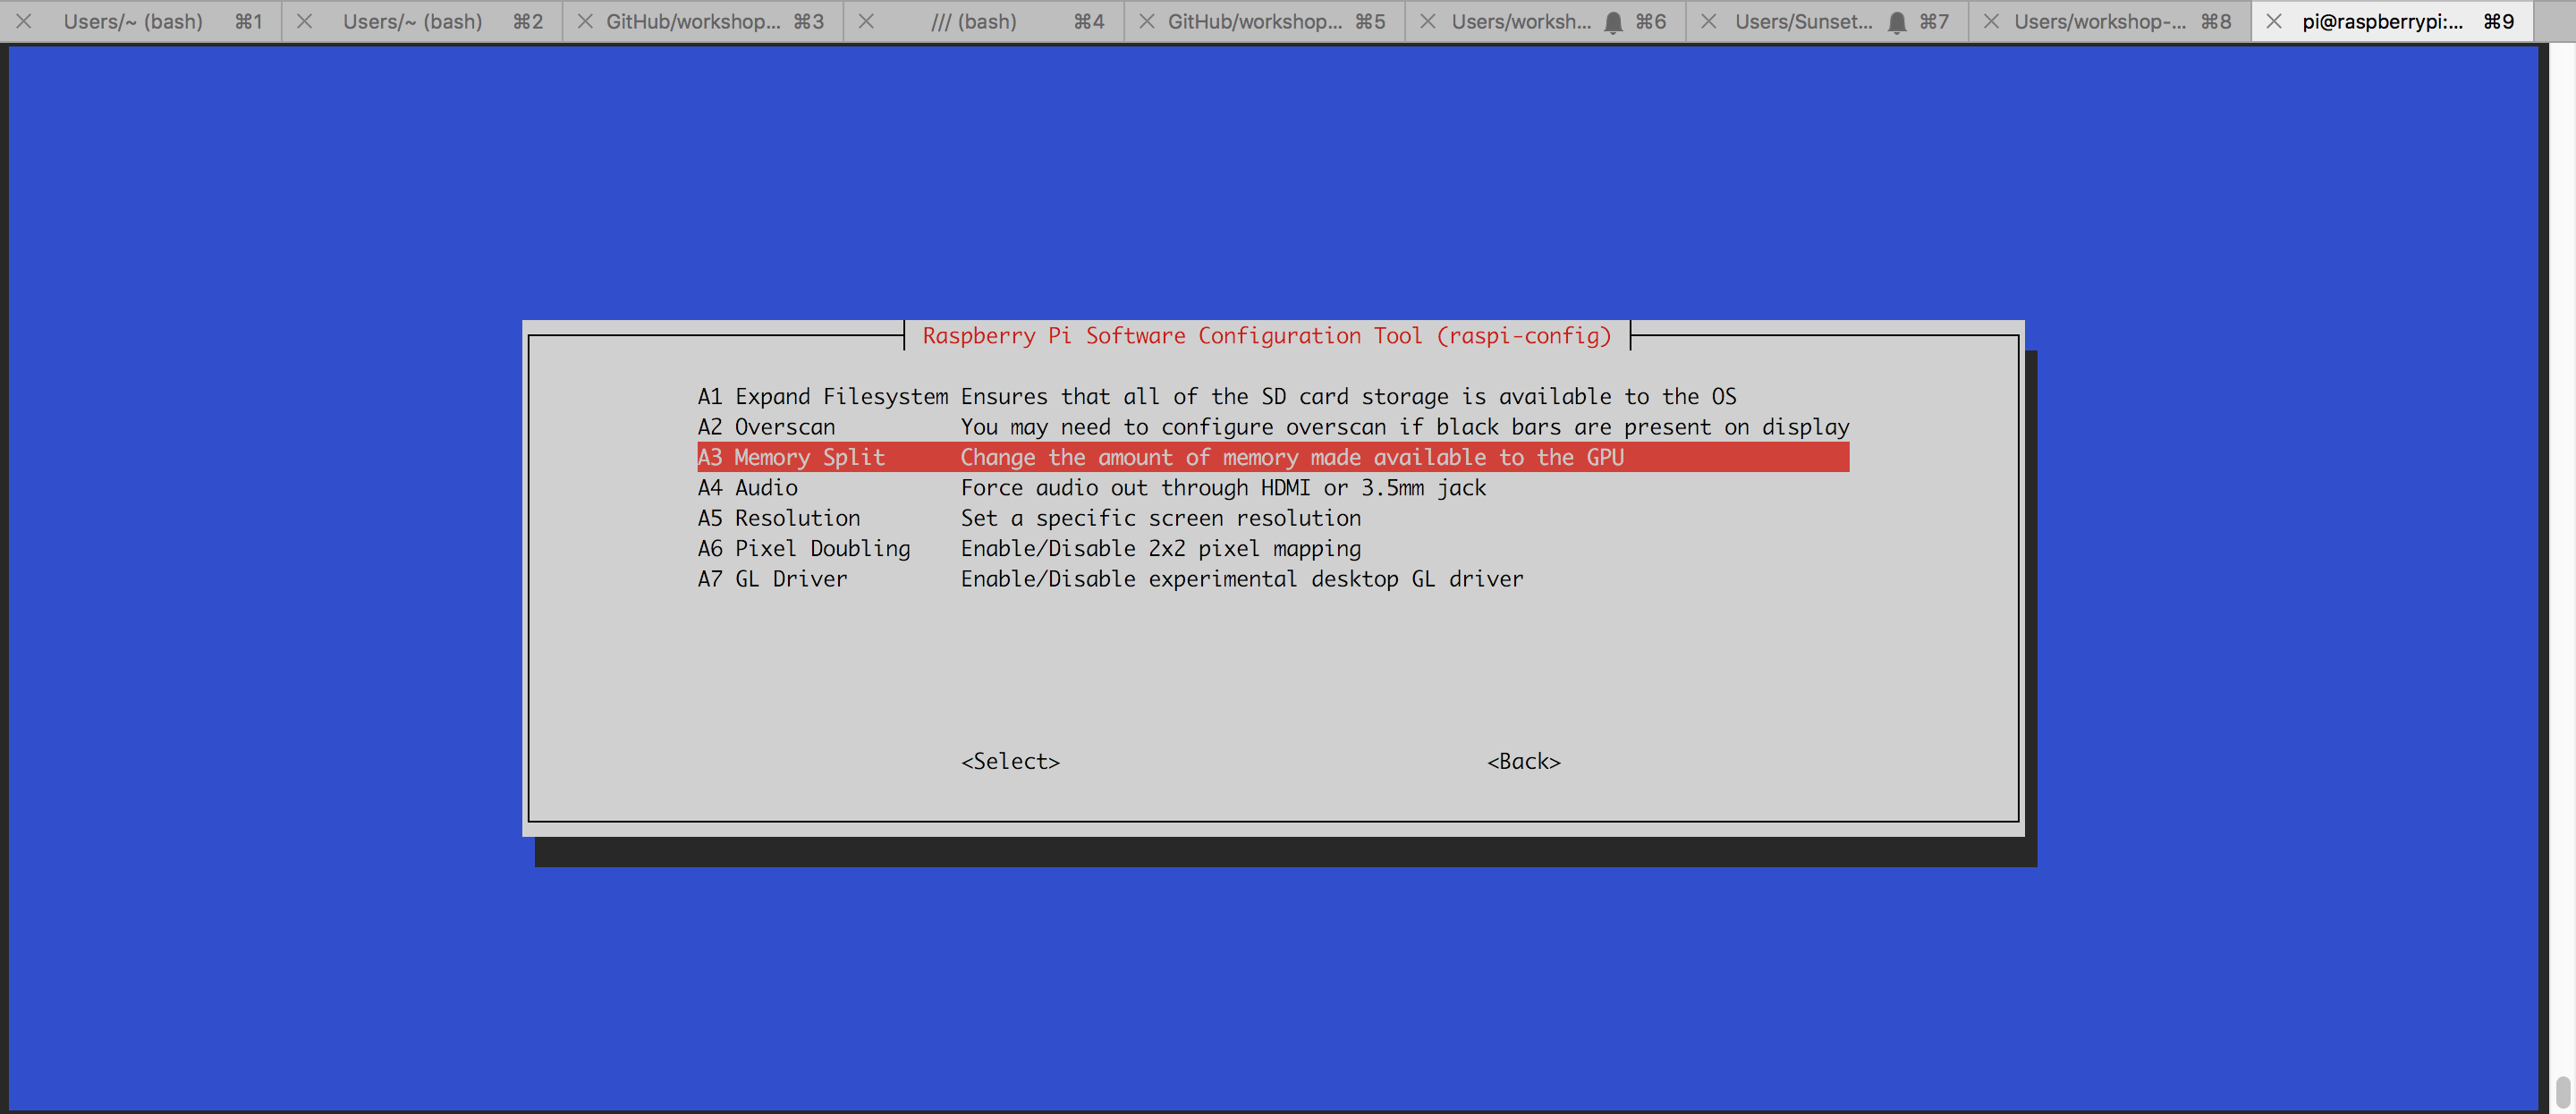 Users/~ (bash) ⌘1 Users/~ (bash) ⌘2 GitHub/workshop... ⌘3 /// (bash) ⌘4 GitHub/workshop... ⌘5 Users/worksh... ⌘6 Users/Sunset... ⌘7 Users/workshop-... ⌘8 pi@raspberrypi:... ⌘9
Raspberry Pi Software Configuration Tool (raspi-config)
A1 Expand Filesystem Ensures that all of the SD card storage is available to the OS
A2 Overscan You may need to configure overscan if black bars are present on display
A3 Memory Split Change the amount of memory made available to the GPU
A4 Audio Force audio out through HDMI or 3.5mm jack
A5 Resolution Set a specific screen resolution
A6 Pixel Doubling Enable/Disable 2x2 pixel mapping
A7 GL Driver Enable/Disable experimental desktop GL driver
<Select> <Back>